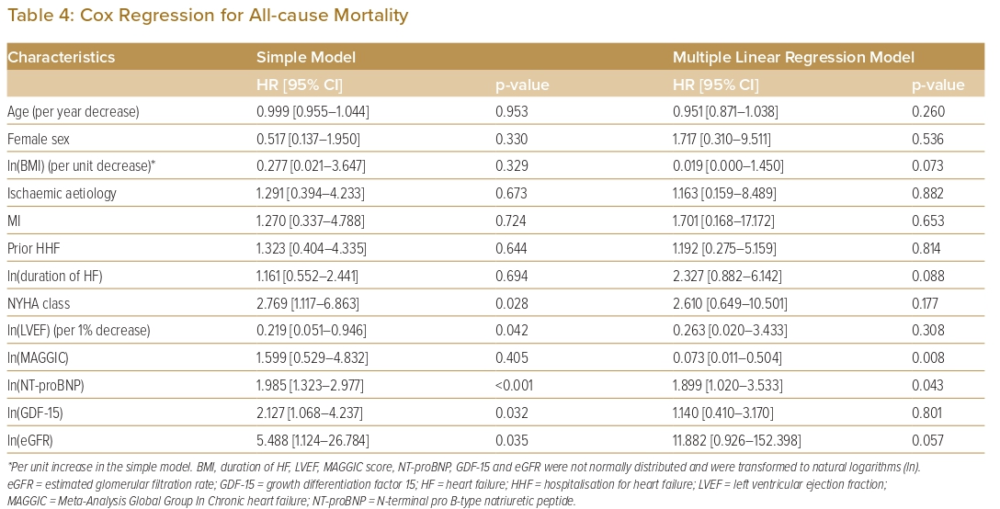 Table 4: Cox Regression for All-cause Mortality
Characteristics Simple Model Multiple Linear Regression Model
HR [95% CI] p-value HR [95% CI] p-value
Age (per year decrease) 0.999 [0.955–1.044] 0.953 0.951 [0.871–1.038] 0.260
Female sex 0.517 [0.137–1.950] 0.330 1.717 [0.310–9.511] 0.536
ln(BMI) (per unit decrease)* 0.277 [0.021–3.647] 0.329 0.019 [0.000–1.450] 0.073
Ischaemic aetiology 1.291 [0.394–4.233] 0.673 1.163 [0.159–8.489] 0.882
MI 1.270 [0.337–4.788] 0.724 1.701 [0.168–17.172] 0.653
Prior HHF 1.323 [0.404–4.335] 0.644 1.192 [0.275–5.159] 0.814
ln(duration of HF) 1.161 [0.552–2.441] 0.694 2.327 [0.882–6.142] 0.088
NYHA class 2.769 [1.117–6.863] 0.028 2.610 [0.649–10.501] 0.177
ln(LVEF) (per 1% decrease) 0.219 [0.051–0.946] 0.042 0.263 [0.020–3.433] 0.308
ln(MAGGIC) 1.599 [0.529–4.832] 0.405 0.073 [0.011–0.504] 0.008
ln(NT-proBNP) 1.985 [1.323–2.977] <0.001 1.899 [1.020–3.533] 0.043
ln(GDF-15) 2.127 [1.068–4.237] 0.032 1.140 [0.410–3.170] 0.801
ln(eGFR) 5.488 [1.124–26.784] 0.035 11.882 [0.926–152.398] 0.057
*Per unit increase in the simple model. BMI, duration of HF, LVEF, MAGGIC score, NT-proBNP, GDF-15 and eGFR were not normally distributed and were transformed to natural logarithms (ln).
eGFR = estimated glomerular filtration rate; GDF-15 = growth differentiation factor 15; HF = heart failure; HHF = hospitalisation for heart failure; LVEF = left ventricular ejection fraction;
MAGGIC = Meta-Analysis Global Group In Chronic heart failure; NT-proBNP = N-terminal pro B-type natriuretic peptide.